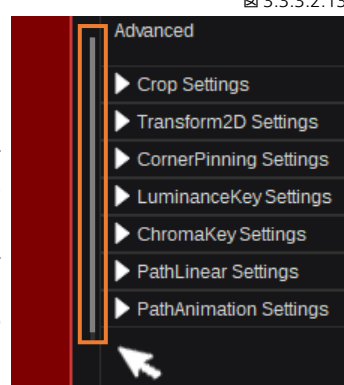 図 3.3.3.2.13
Advanced
Crop Settings
Transform2D Settings
CornerPinning Settings
LuminanceKey Settings
ChromaKey Settings
PathLinear Settings
PathAnimation Settings